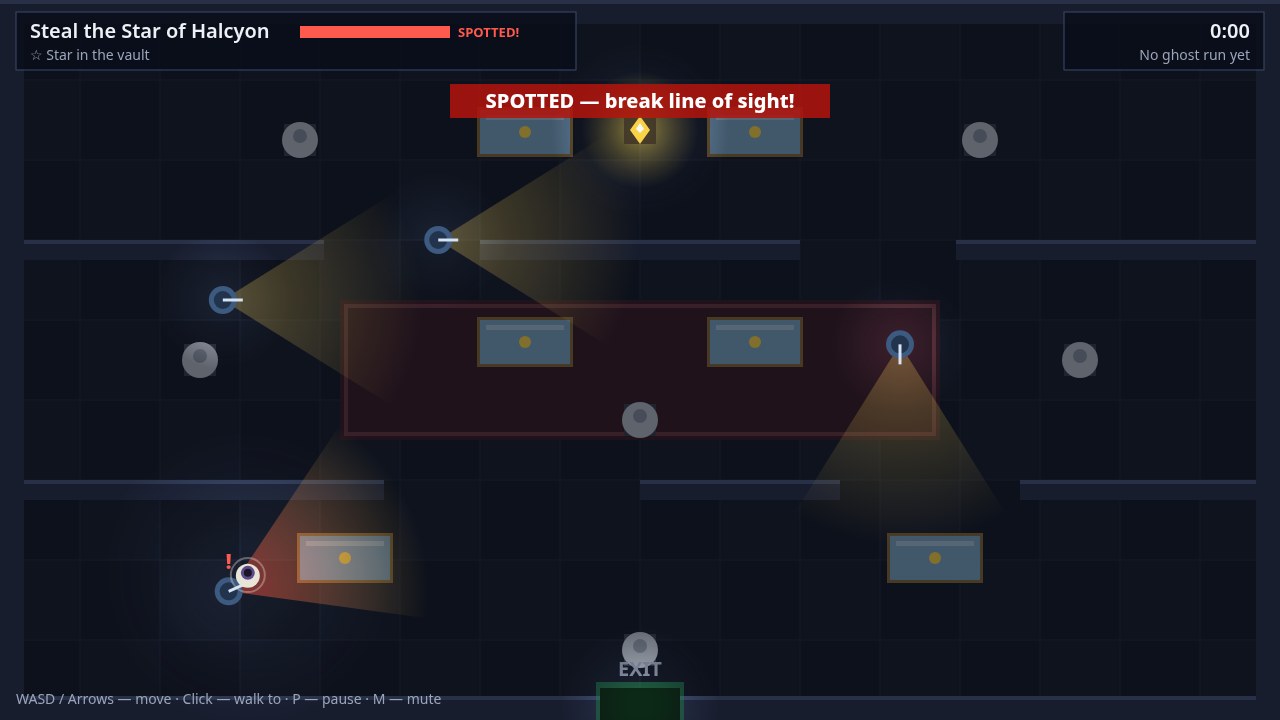 Steal the Star of Halcyon
SPOTTED!
☆ Star in the vault
0:00
No ghost run yet
SPOTTED — break line of sight!
!
EXIT
WASD / Arrows — move · Click — walk to · P — pause · M — mute